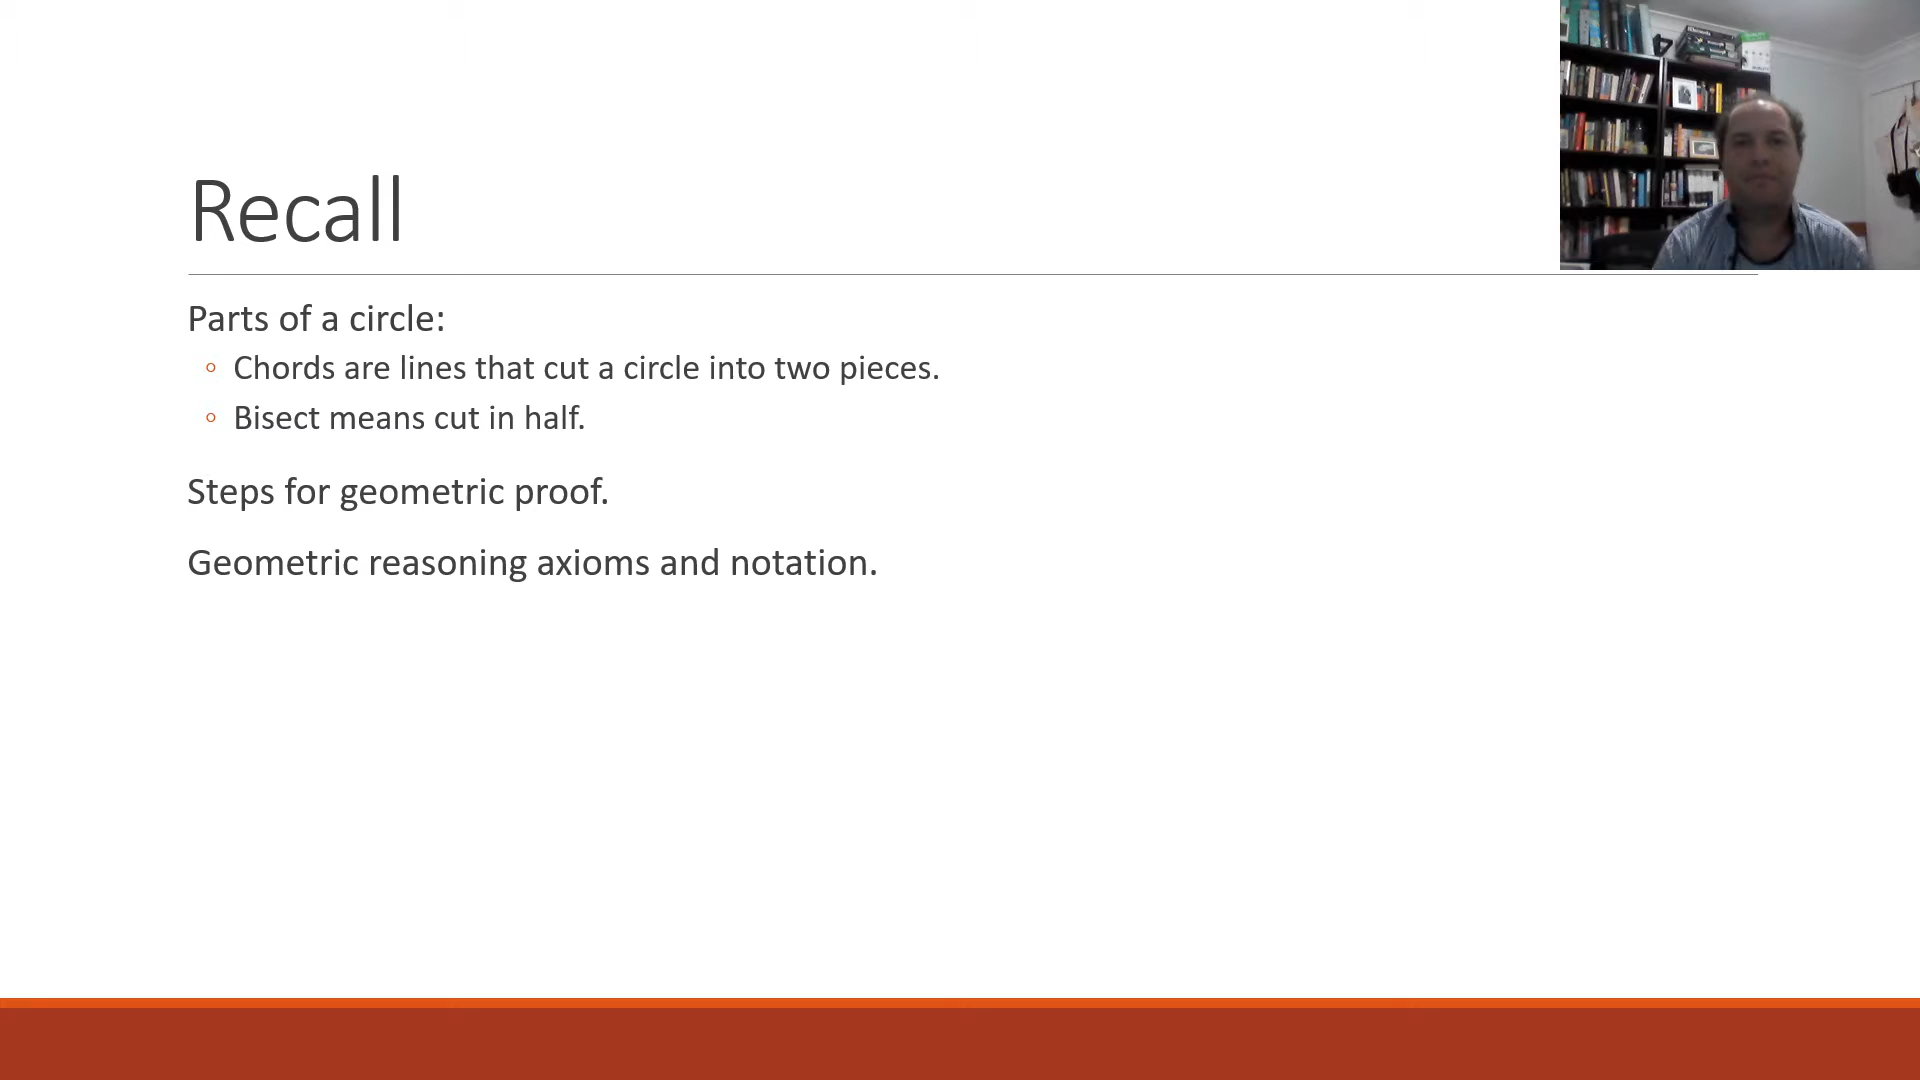 Recall
Parts of a circle:
◦ Chords are lines that cut a circle into two pieces.
◦ Bisect means cut in half.
Steps for geometric proof.
Geometric reasoning axioms and notation.